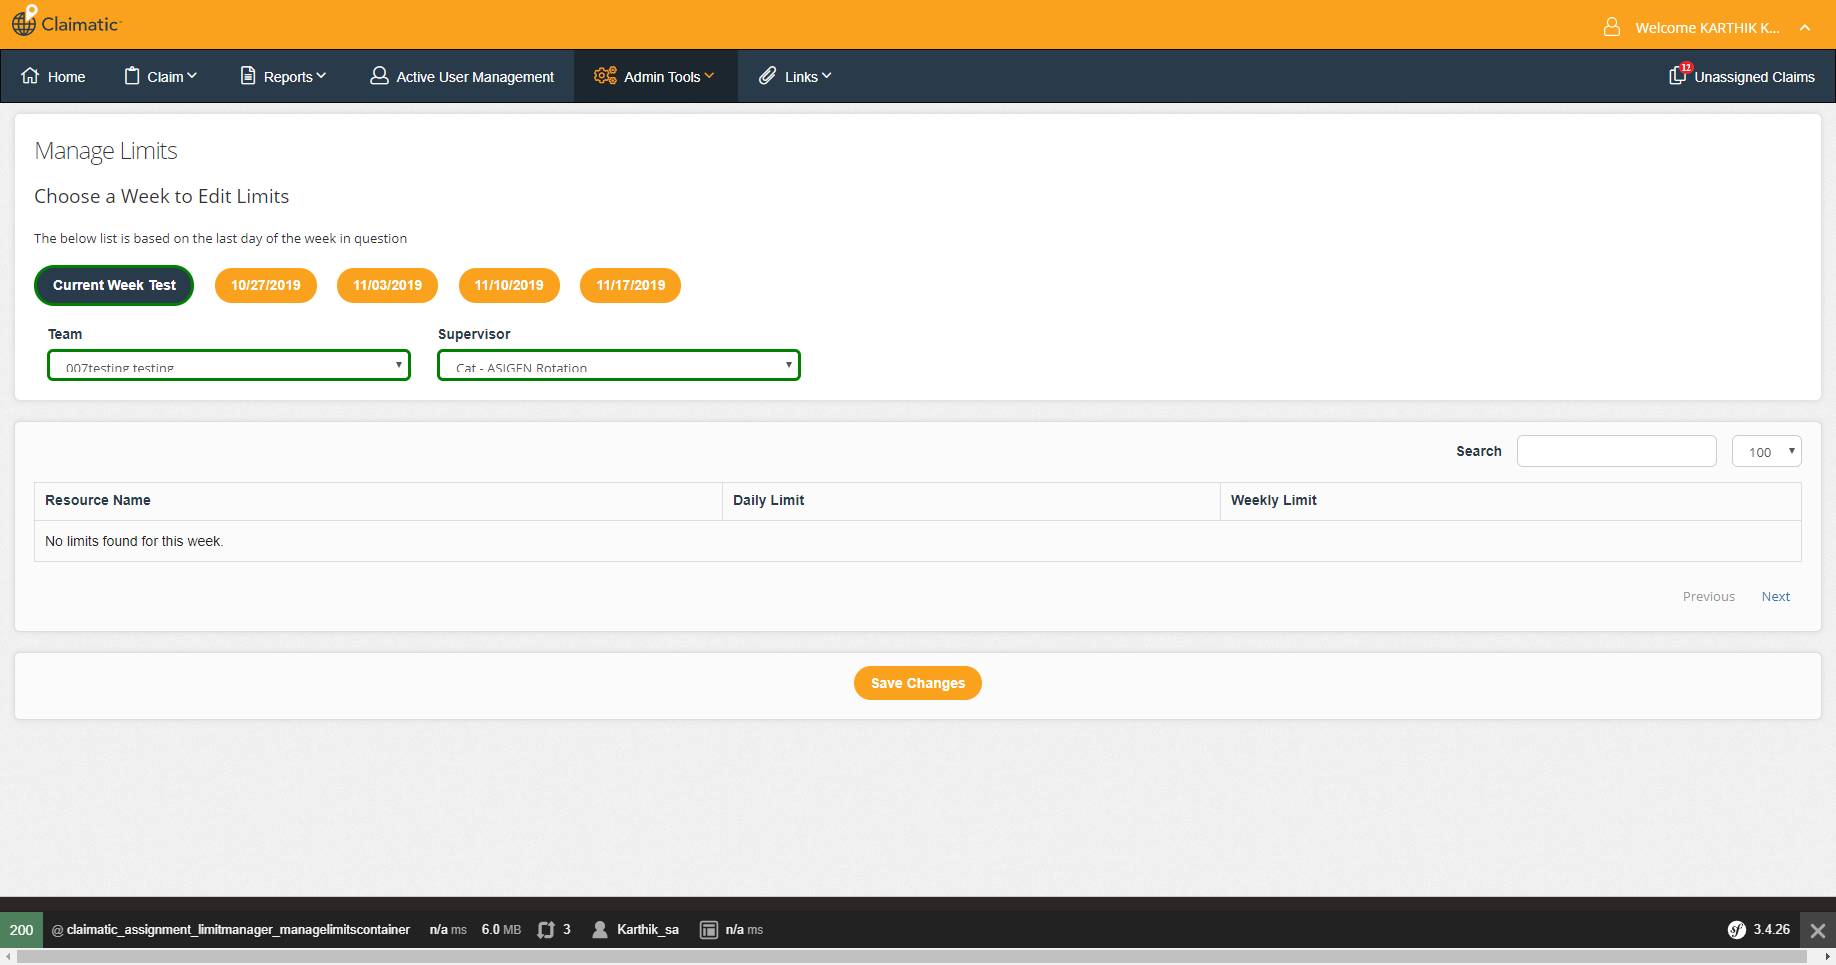 Claimatic
Welcome KARTHIK K...
Home
Claim
Reports
Active User Management
Admin Tools
Links
12
Unassigned Claims
Manage Limits
Choose a Week to Edit Limits
The below list is based on the last day of the week in question
Current Week Test
10/27/2019
11/03/2019
11/10/2019
11/17/2019
Team
Supervisor
007testing testing
Cat - ASIGEN Rotation
Search
100
Resource Name
Daily Limit
Weekly Limit
No limits found for this week.
Previous
Next
Save Changes
200
@ claimatic_assignment_limitmanager_managelimitscontainer
n/a ms
6.0 MB
3
Karthik_sa
n/a ms
sf
3.4.26